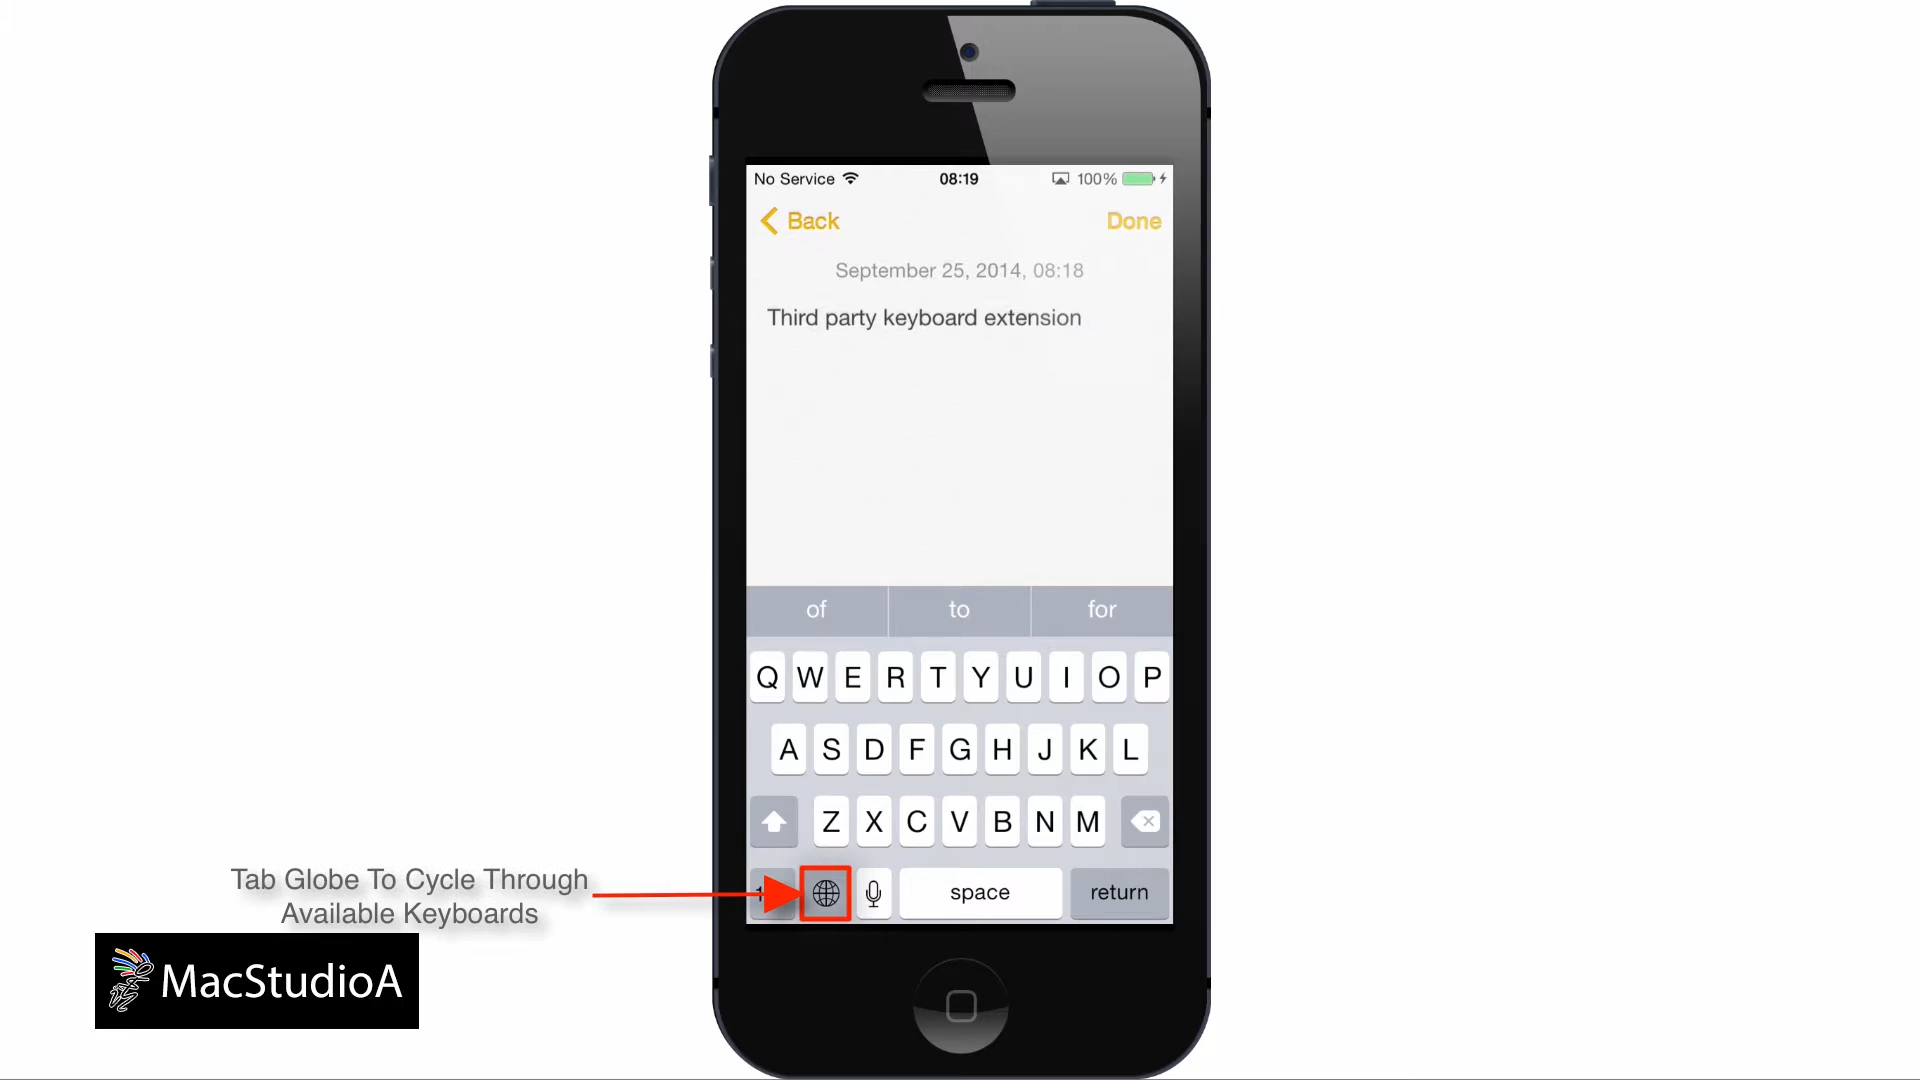 No Service 08:19 100%
Back Done
September 25, 2014, 08:18
Third party keyboard extension
of to for
Q W E R T Y U I O P
A S D F G H J K L
Z X C V B N M
space return
Tab Globe To Cycle Through
Available Keyboards
MacStudioA